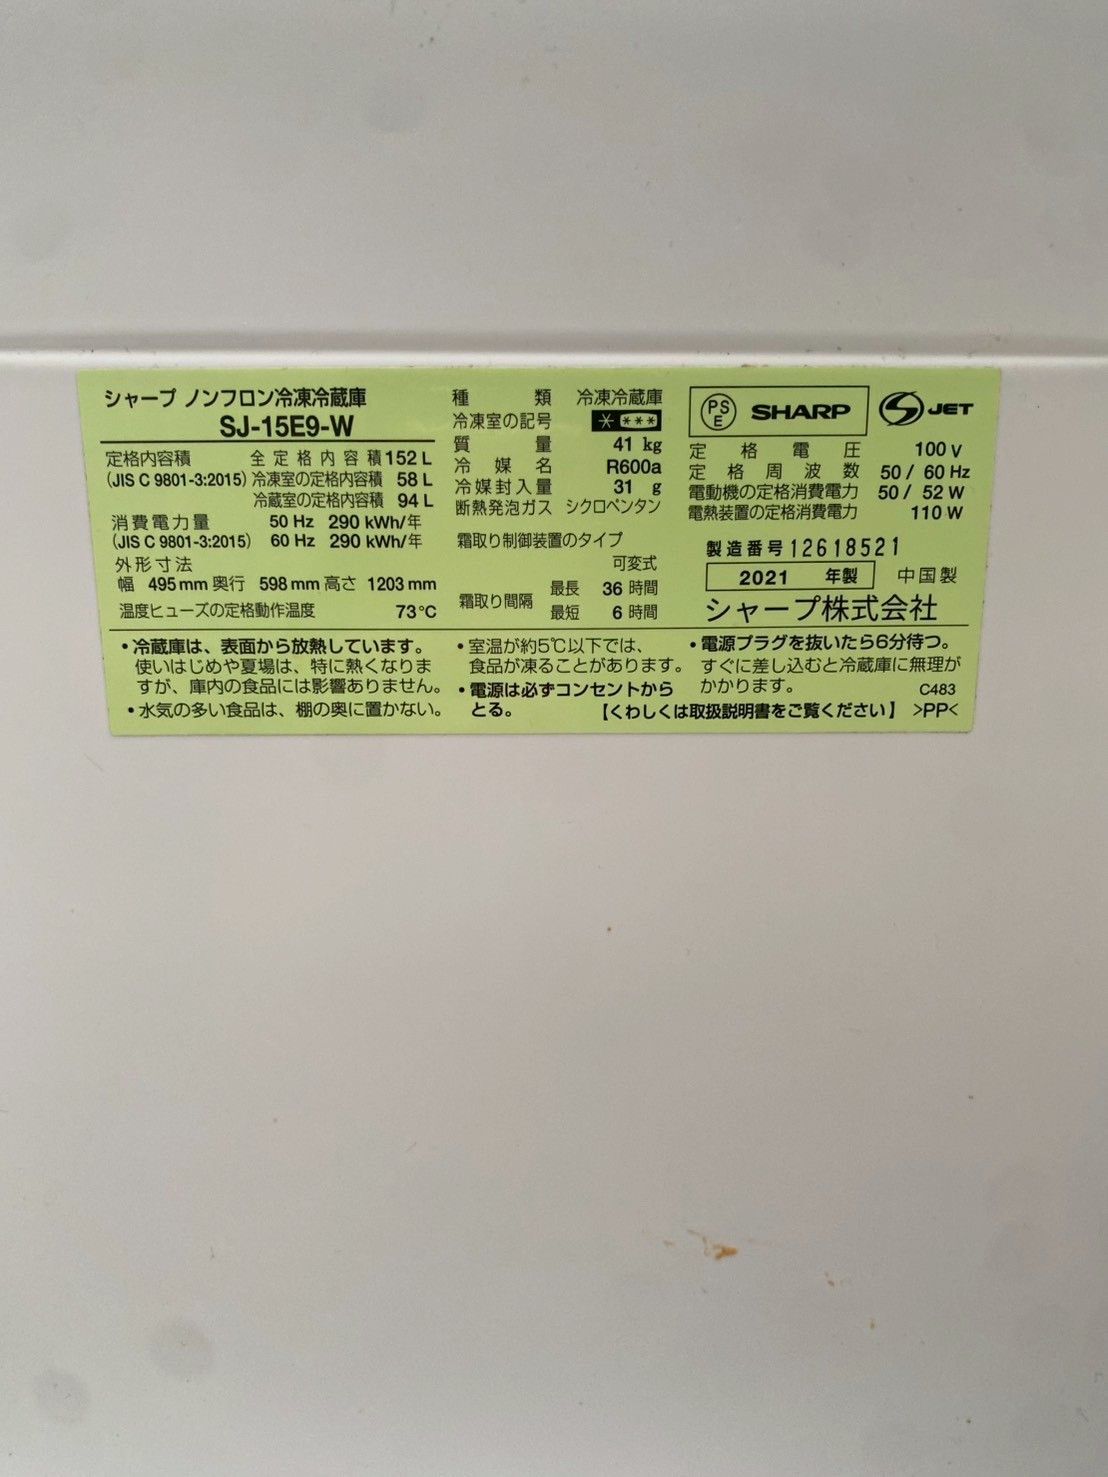 シャープ ノンフロン冷凍冷蔵庫
SJ-15E9-W
定格内容積 全定格内容積 152 L
(JIS C 9801-3:2015) 冷凍室の定格内容積 58 L
冷蔵室の定格内容積 94 L
消費電力量 50 Hz 290 kWh/年
(JIS C 9801-3:2015) 60 Hz 290 kWh/年
外形寸法
幅 495 mm 奥行 598 mm 高さ 1203 mm
温度ヒューズの定格動作温度 73℃
種類 冷凍冷蔵庫
冷凍室の記号 * ***
質量 41 kg
冷媒名 R600a
冷媒封入量 31 g
断熱発泡ガス シクロペンタン
霜取り制御装置のタイプ
可変式
霜取り間隔 最長 36 時間
最短 6 時間
PS E SHARP S JET
定格電圧 100 V
定格周波数 50 / 60 Hz
電動機の定格消費電力 50 / 52 W
電熱装置の定格消費電力 110 W
製造番号 12618521
2021 年製 中国製
シャープ株式会社
・冷蔵庫は、表面から放熱しています。
使いはじめや夏場は、特に熱くなりま
すが、庫内の食品には影響ありません。
・水気の多い食品は、棚の奥に置かない。
・室温が約5℃以下では、
食品が凍ることがあります。
・電源は必ずコンセントから
とる。
・電源プラグを抜いたら6分待つ。
すぐに差し込むと冷蔵庫に無理が
かかります。 C483
【くわしくは取扱説明書をご覧ください】 >PP<